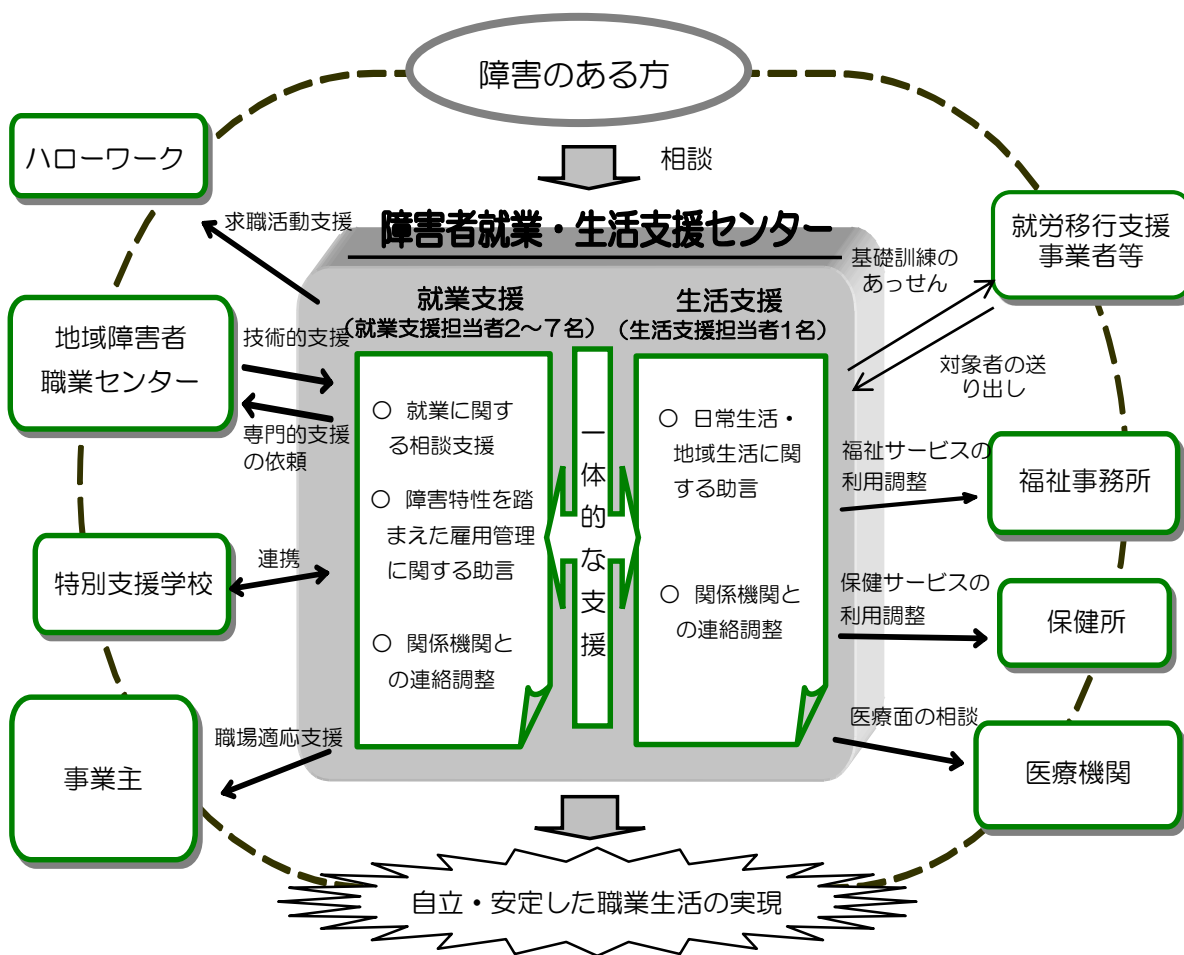 障害のある方
相談
ハローワーク
求職活動支援
障害者就業・生活支援センター
就労移行支援
事業者等
基礎訓練の
あっせん
対象者の送
り出し
地域障害者
職業センター
技術的支援
専門的支援
の依頼
就業支援
（就業支援担当者2～7名）
○ 就業に関す
る相談支援
○ 障害特性を踏
まえた雇用管理
に関する助言
○ 関係機関と
の連絡調整
一体的な支援
生活支援
（生活支援担当者1名）
○ 日常生活・
地域生活に関
する助言
○ 関係機関と
の連絡調整
福祉サービスの
利用調整
福祉事務所
特別支援学校
連携
保健サービスの
利用調整
保健所
事業主
職場適応支援
医療面の相談
医療機関
自立・安定した職業生活の実現